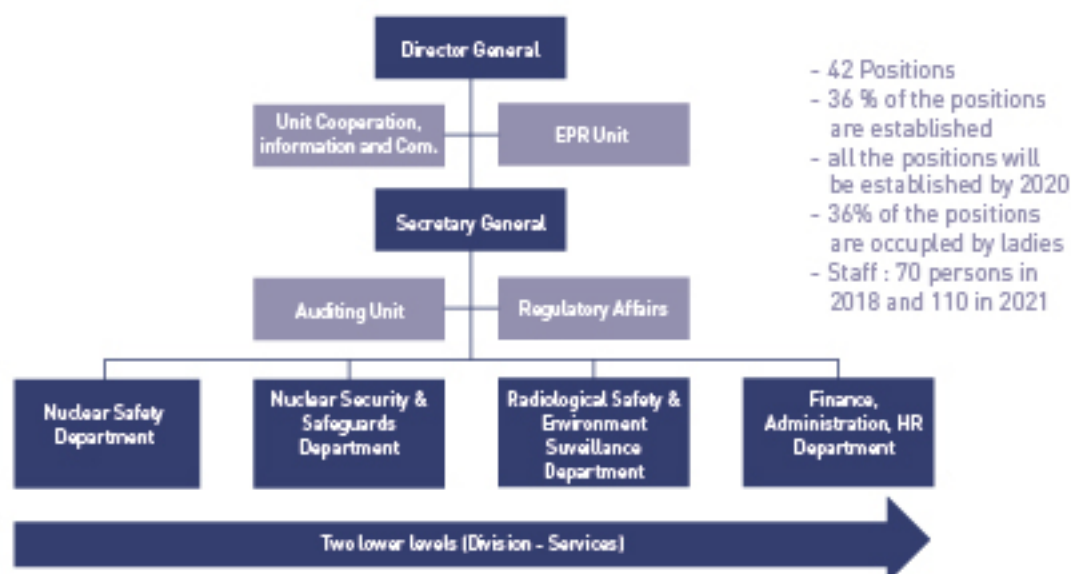 Director General
Unit Cooperation,
information and Com.
EPR Unit
Secretary General
Auditing Unit
Regulatory Affairs
Nuclear Safety
Department
Nuclear Security &
Safeguards
Department
Radiological Safety &
Environment
Suveillance
Department
Finance,
Administration, HR
Department
Two lower levels (Division - Services)
- 42 Positions
- 36 % of the positions
are established
- all the positions will
be established by 2020
- 36% of the positions
are occupied by ladies
- Staff : 70 persons in
2018 and 110 in 2021